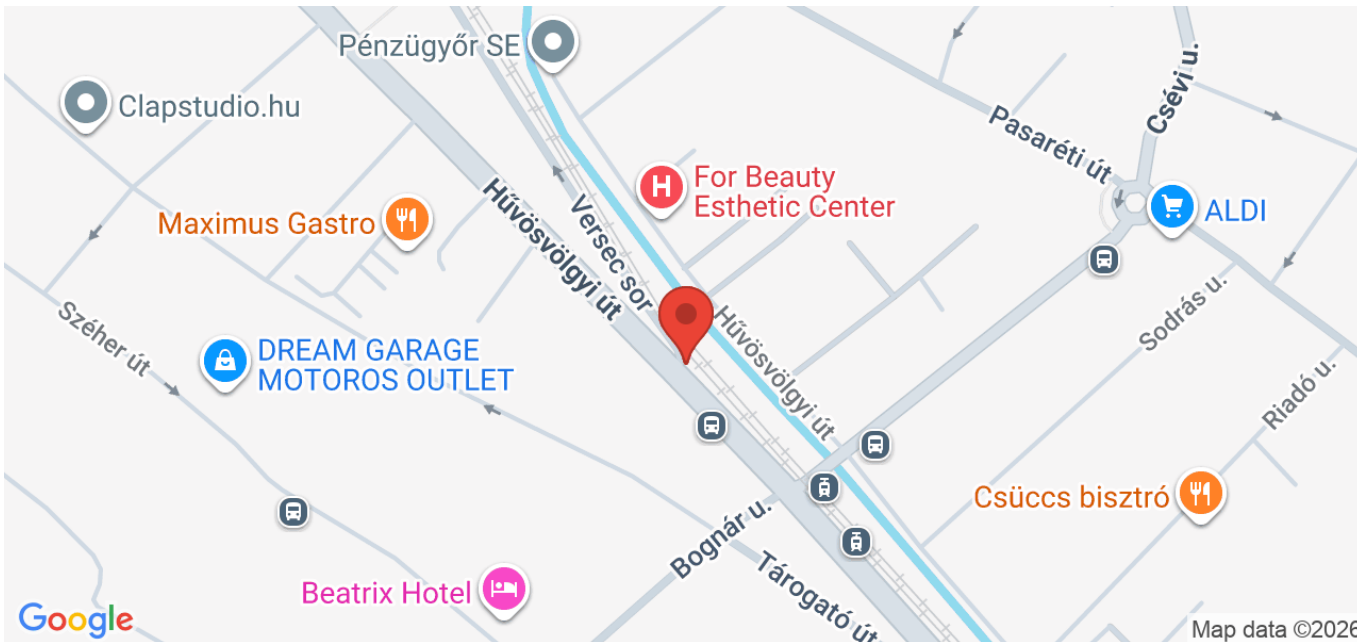 Pénzügyőr SE
Clapstudio.hu
Csévi u.
Pasaréti út
For Beauty
Esthetic Center
ALDI
Maximus Gastro
Hűvösvölgyi út
Versec sor
Széher út
DREAM GARAGE
MOTOROS OUTLET
Hűvösvölgyi út
Sodrás u.
Riadó u.
Csüccs bisztró
Bognár u.
Tárogató út
Beatrix Hotel
Google
Map data ©2026